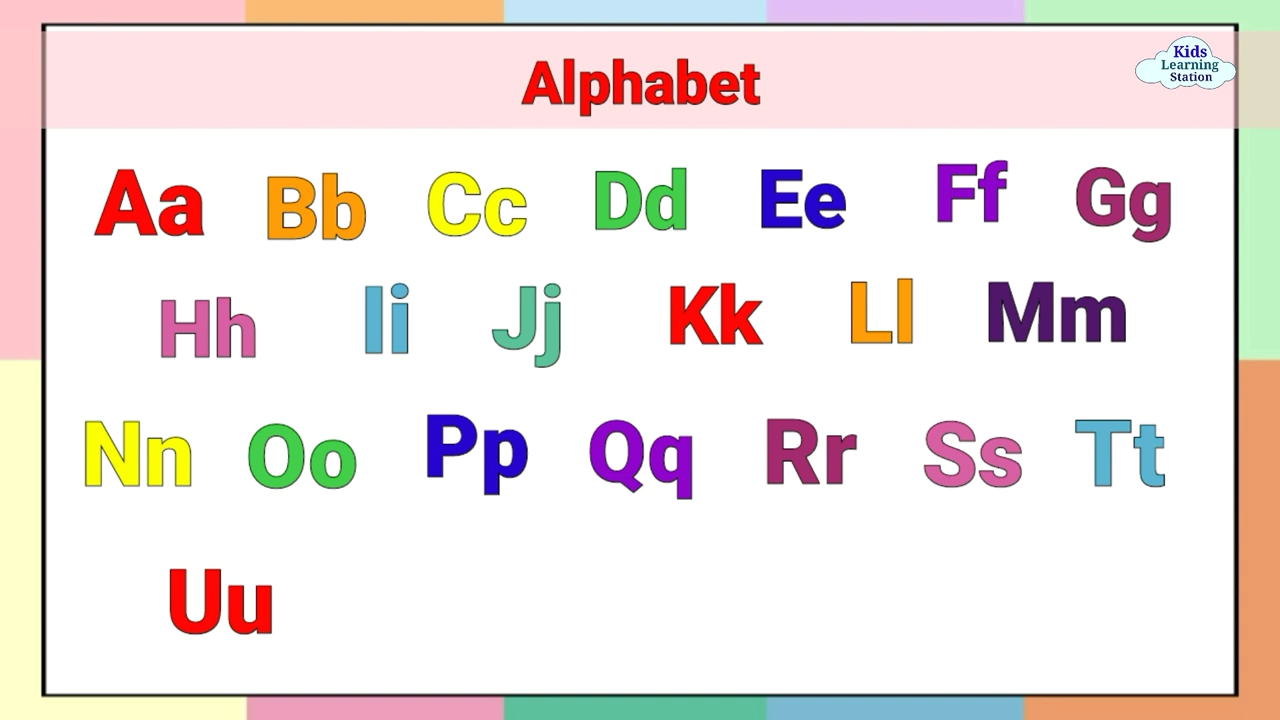 Alphabet
Kids
Learning
Station
Aa Bb Cc Dd Ee Ff Gg
Hh Ii Jj Kk Ll Mm
Nn Oo Pp Qq Rr Ss Tt
Uu